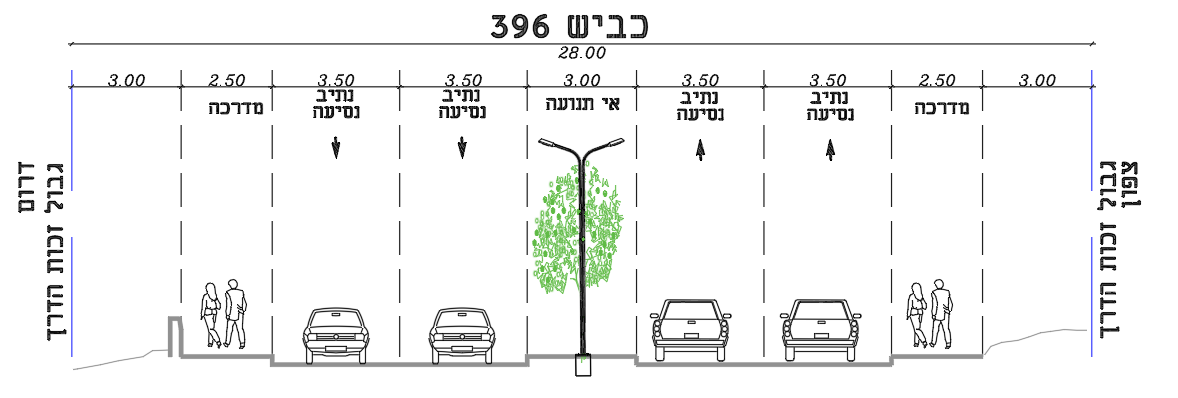 כביש 396
28.00
3.00 2.50 3.50 3.50 3.00 3.50 3.50 2.50 3.00
מדרכה
נתיב
נסיעה
נתיב
נסיעה
אי תנועה
נתיב
נסיעה
נתיב
נסיעה
מדרכה
דרום
גבול זכות הדרך
גבול זכות הדרך
צפון